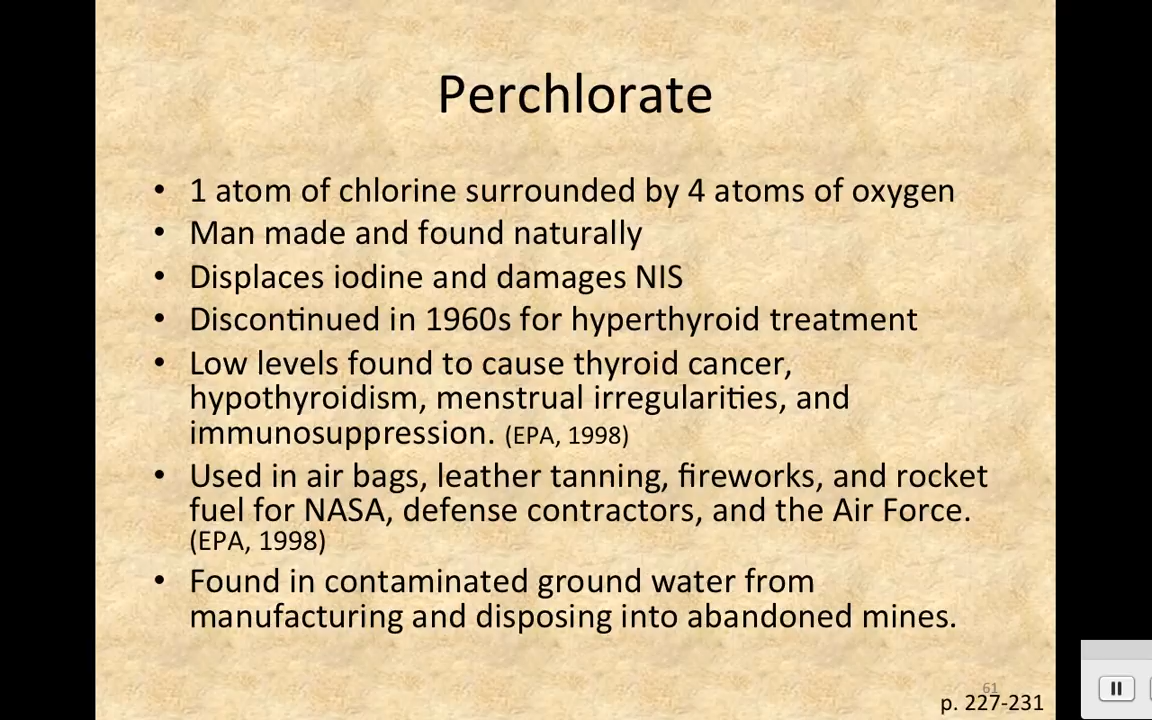 Perchlorate
• 1 atom of chlorine surrounded by 4 atoms of oxygen
• Man made and found naturally
• Displaces iodine and damages NIS
• Discontinued in 1960s for hyperthyroid treatment
• Low levels found to cause thyroid cancer,
hypothyroidism, menstrual irregularities, and
immunosuppression. (EPA, 1998)
• Used in air bags, leather tanning, fireworks, and rocket
fuel for NASA, defense contractors, and the Air Force.
(EPA, 1998)
• Found in contaminated ground water from
manufacturing and disposing into abandoned mines.
61
p. 227-231